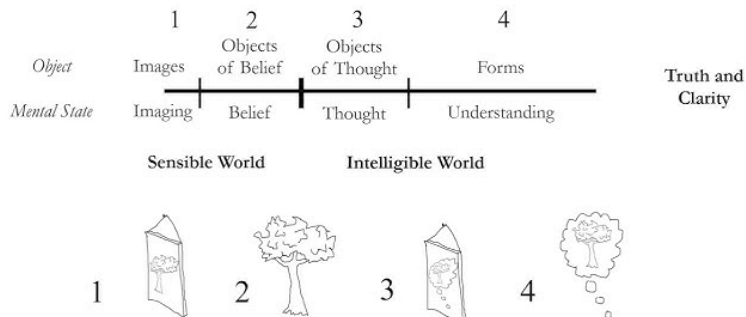 1 2 3 4
Objects Objects
Object Images of Belief of Thought Forms
Truth and
Clarity
Mental State Imaging Belief Thought Understanding
Sensible World Intelligible World
1 2 3 4